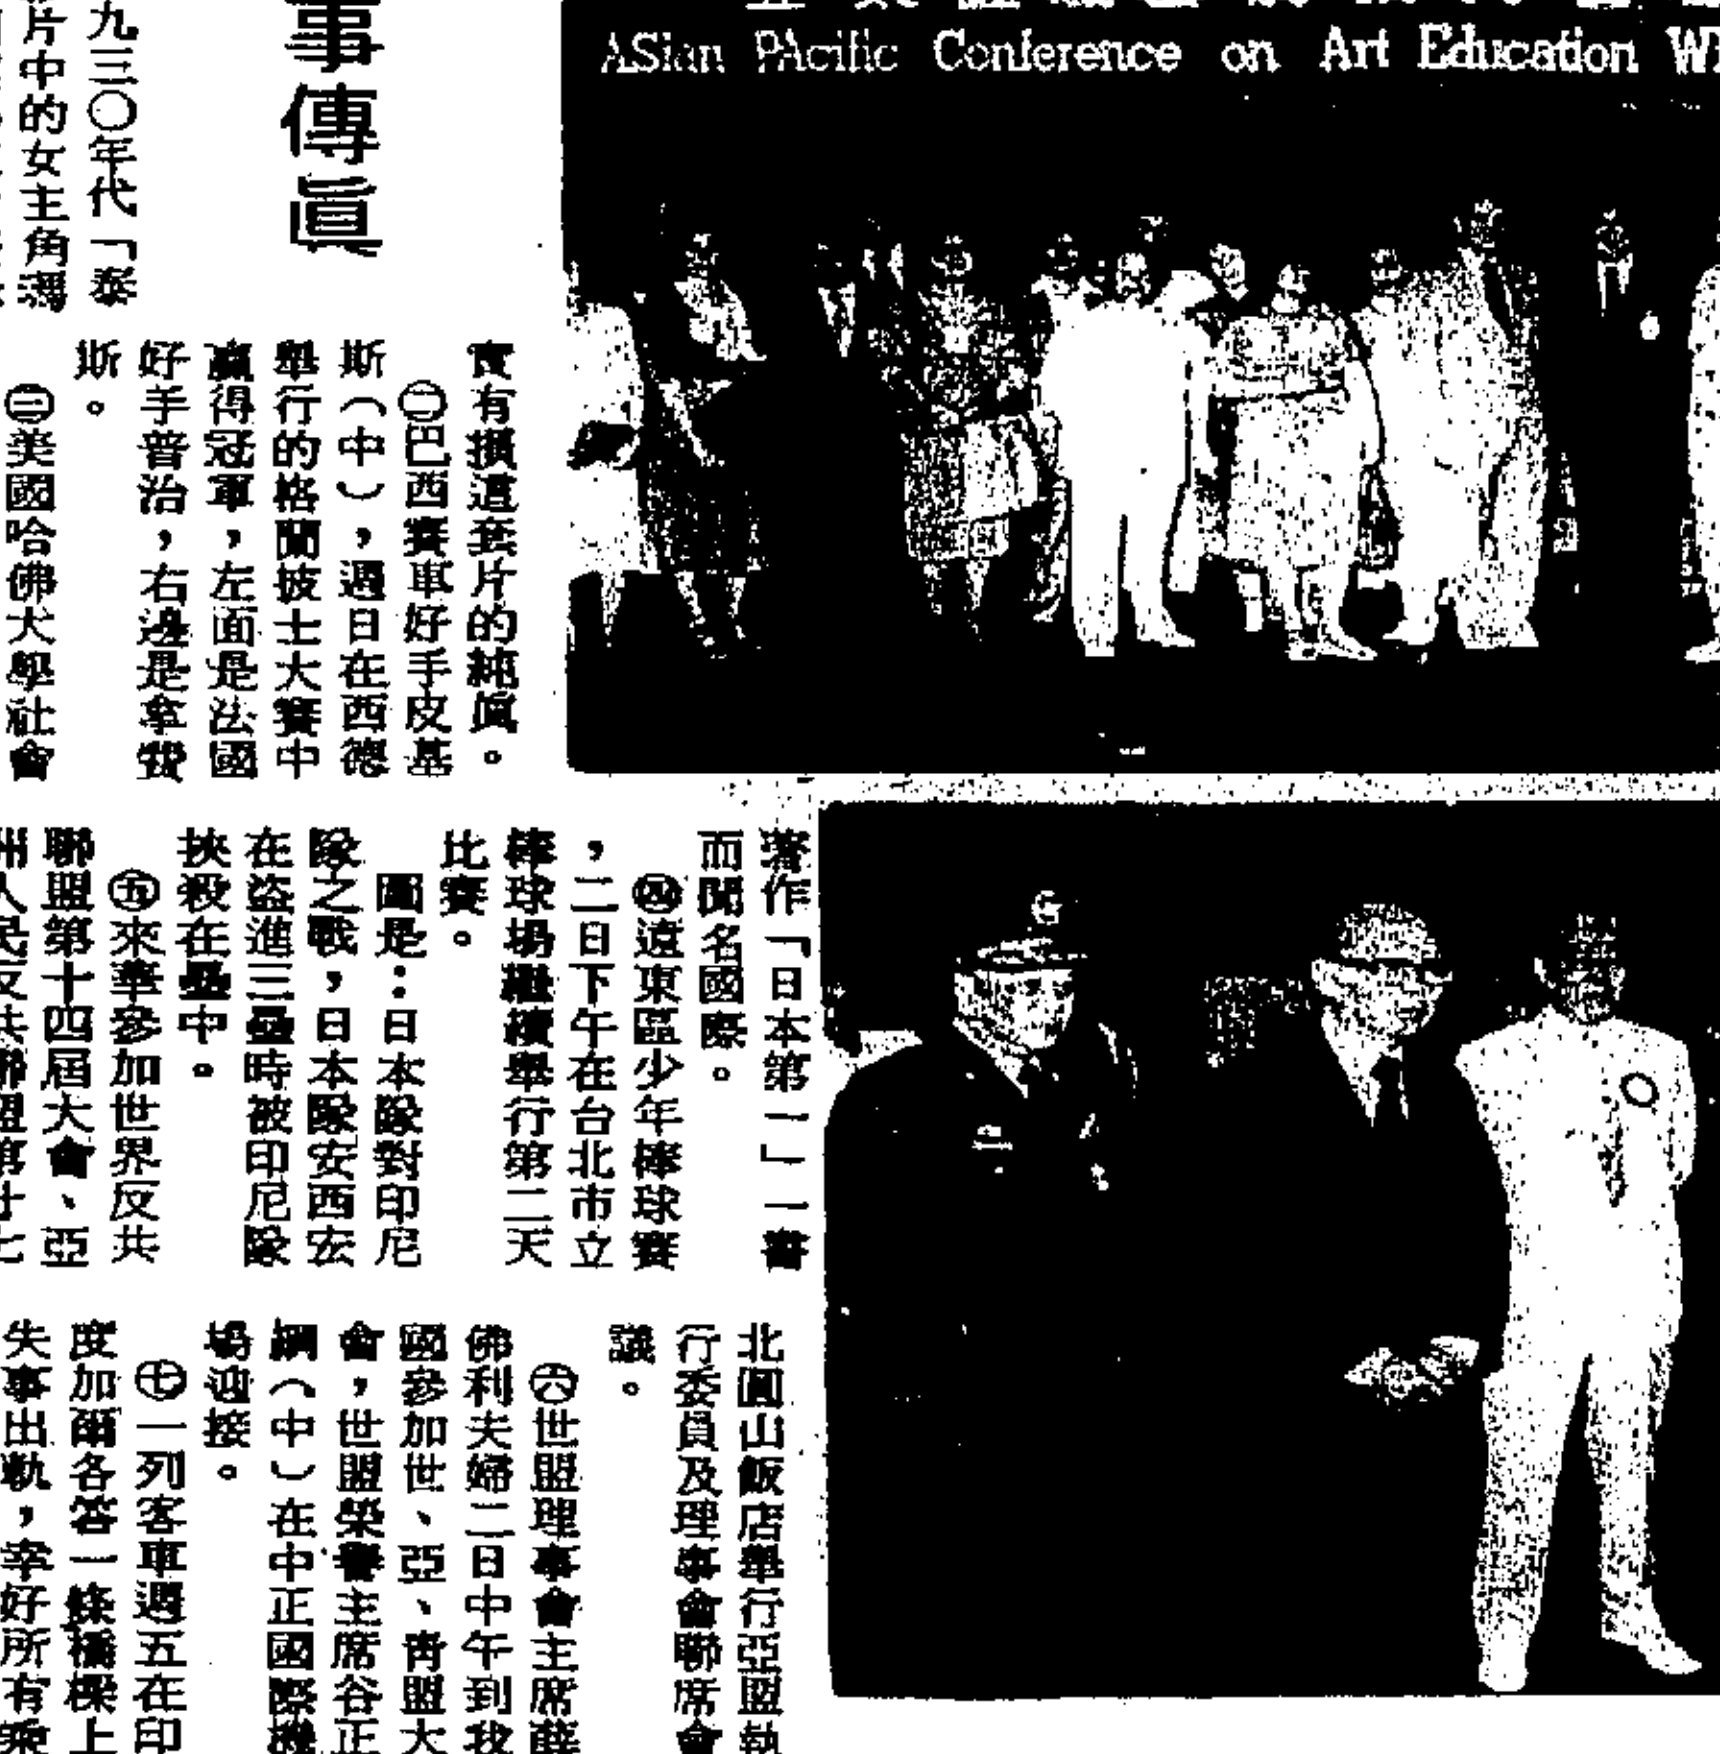 ASian PAcific Conference on Art Education
事傳眞
九三〇年代「泰
片中的女主角
實有損這套片的純眞。
㊁巴西賽車好手皮基
斯（中），週日在西德
舉行的格蘭披士大賽中
贏得冠軍，左面是法國
好手普治，右邊是拿費
斯。
㊂美國哈佛大學社會
著作「日本第一」一書
而聞名國際。
㊃遠東區少年棒球賽
，二日下午在台北市立
棒球場繼續舉行第二天
比賽。
圖是：日本隊對印尼
隊之戰，日本隊安西宏
在盜進三壘時被印尼隊
挾殺在壘中。
㊄來華參加世界反共
聯盟第十四屆大會、亞
洲人民反共聯盟第廿七
北圓山飯店舉行亞盟執
行委員及理事會聯席會
議。
㊅世盟理事會主席薛
佛利夫婦二日中午到我
國參加世、亞、青盟大
會，世盟榮譽主席谷正
綱（中）在中正國際機
場迎接。
㊆一列客車週五在印
度加爾各答一條橋樑上
失事出軌，幸好所有乘